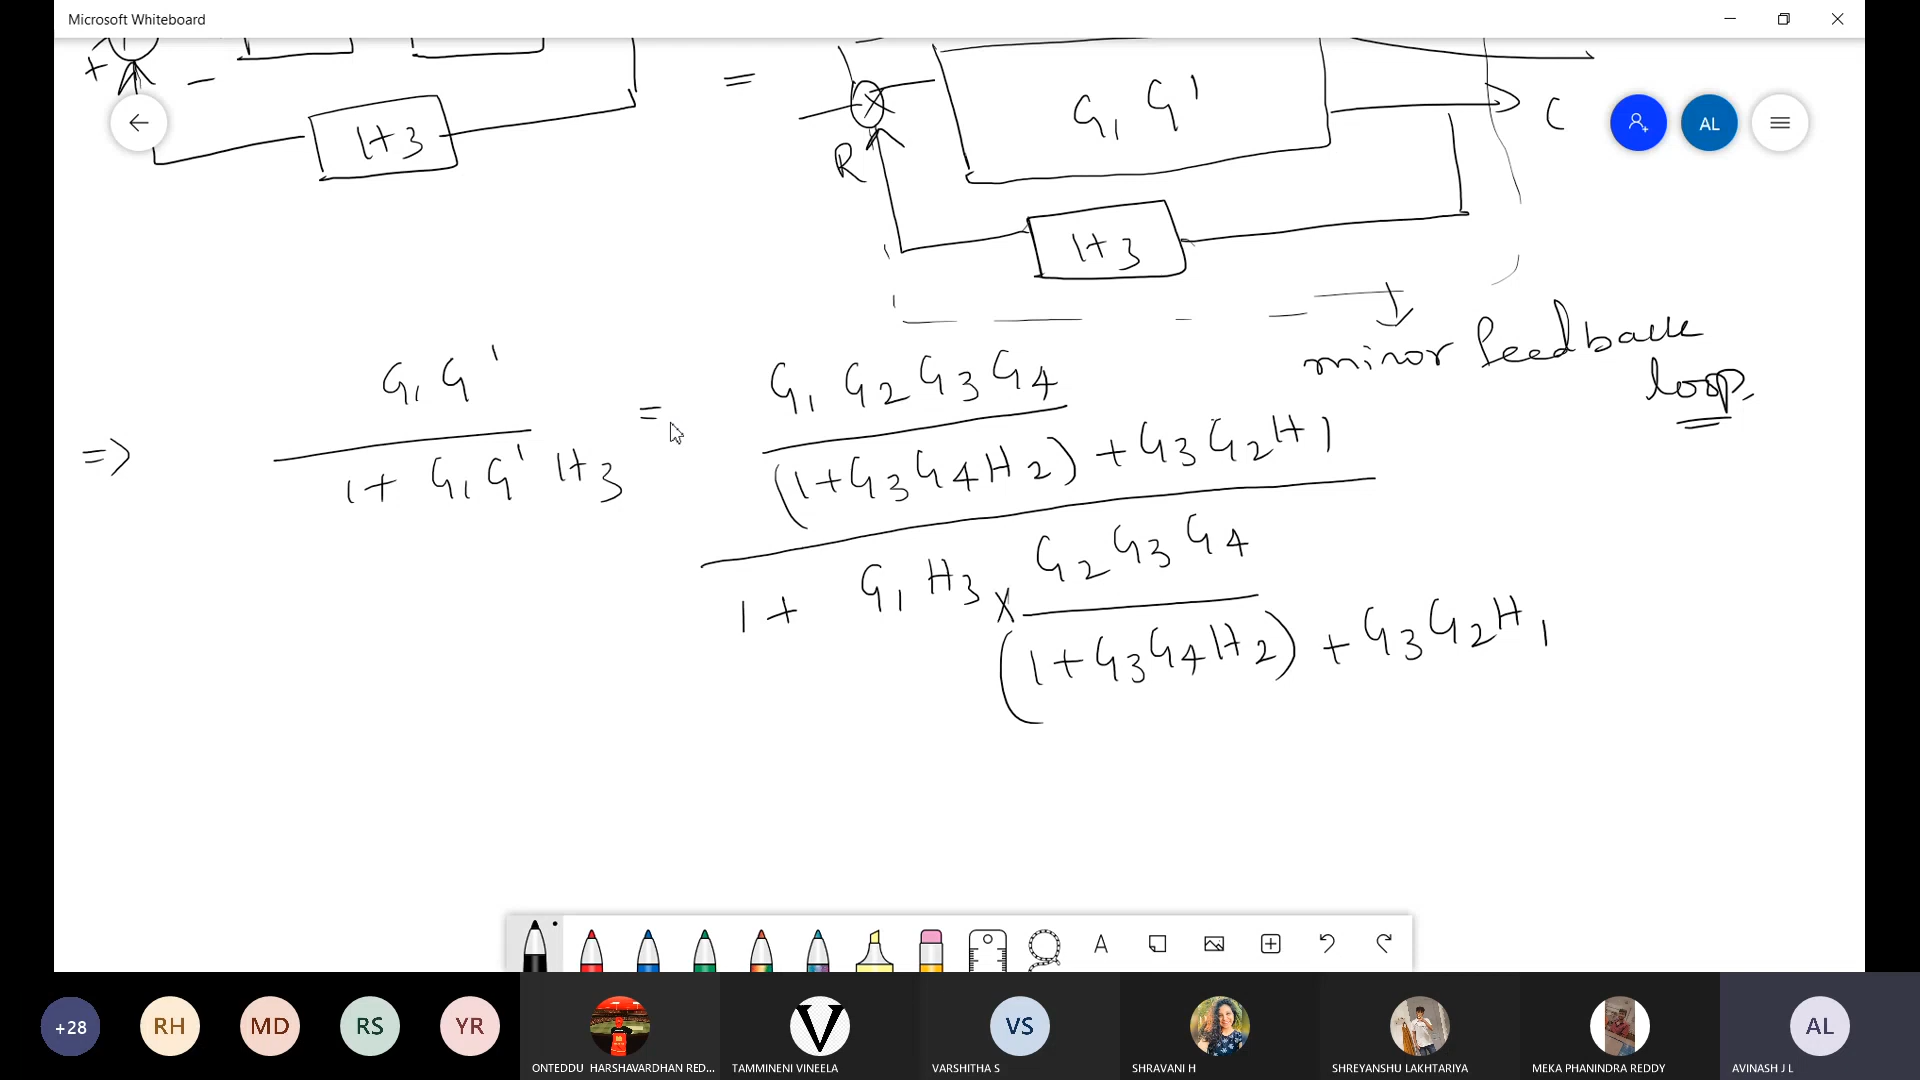 Microsoft Whiteboard
+ -
H3
=
G1 G'
C
R
H3
AL
minor feedback
loop.
=> G1 G' / 1 + G1 G' H3 = G1 G2 G3 G4 / (1+G3G4H2) + G3G2H1
1 + G1 H3 x G2 G3 G4 / (1+G3G4H2) + G3G2H1
A
+28
RH
MD
RS
YR
ONTEDDU HARSHAVARDHAN RED...
V
TAMMINENI VINEELA
VS
VARSHITHA S
SHRAVANI H
SHREYANSHU LAKHTARIYA
MEKA PHANINDRA REDDY
AL
AVINASH J L